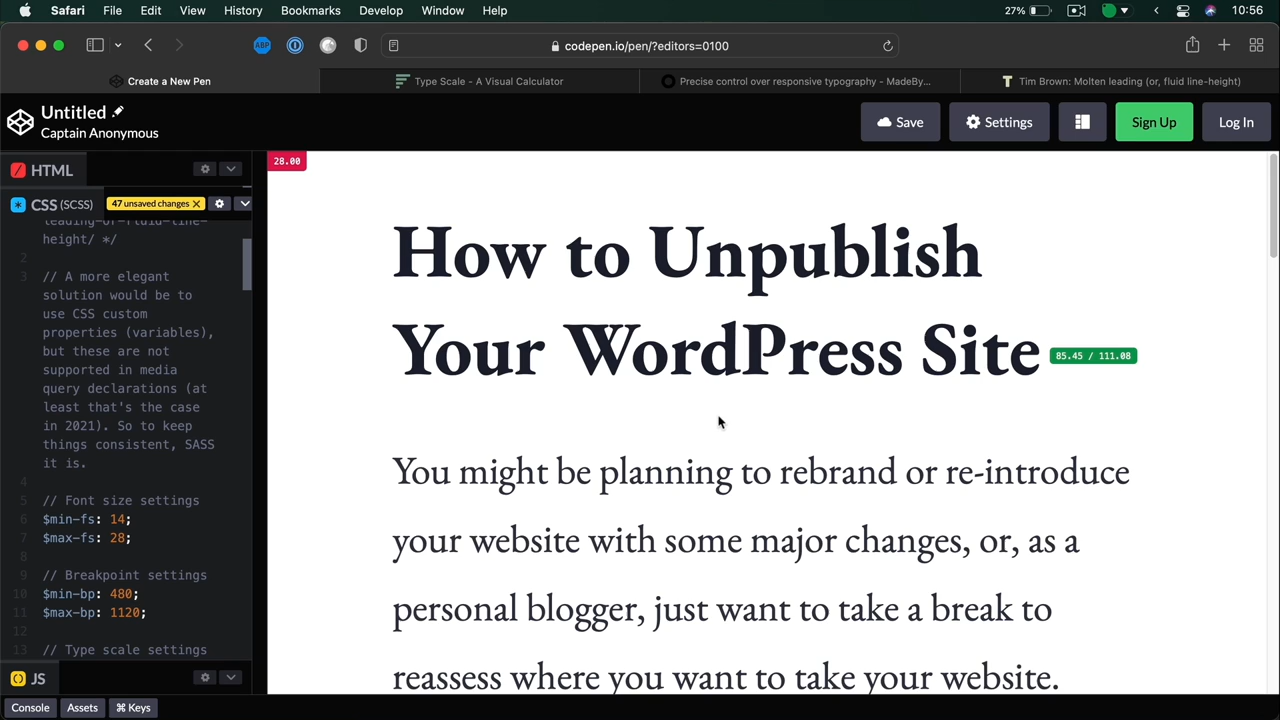 Safari File Edit View History Bookmarks Develop Window Help 27% 10:56
ABP codepen.io/pen/?editors=0100
Create a New Pen Type Scale - A Visual Calculator Precise control over responsive typography - MadeBy... Tim Brown: Molten leading (or, fluid line-height)
Untitled
Captain Anonymous
Save Settings Sign Up Log In
HTML
CSS (SCSS) 47 unsaved changes X
leading-or-fluid-line-
height/ */
2
3 // A more elegant
solution would be to
use CSS custom
properties (variables),
but these are not
supported in media
query declarations (at
least that's the case
in 2021). So to keep
things consistent, SASS
it is.
4
5 // Font size settings
6 $min-fs: 14;
7 $max-fs: 28;
8
9 // Breakpoint settings
10 $min-bp: 480;
11 $max-bp: 1120;
12
13 // Type scale settings
JS
Console Assets ⌘ Keys
28.00
How to Unpublish
Your WordPress Site 85.45 / 111.08
You might be planning to rebrand or re-introduce
your website with some major changes, or, as a
personal blogger, just want to take a break to
reassess where you want to take your website.